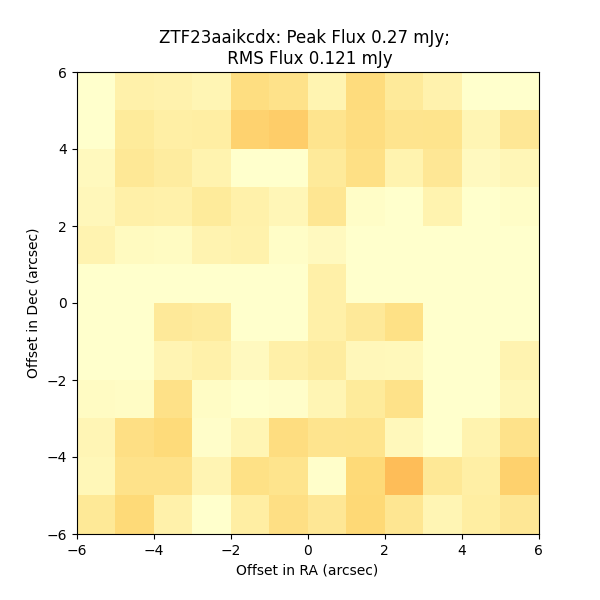 ZTF23aaikcdx: Peak Flux 0.27 mJy;
RMS Flux 0.121 mJy
6
4
2
0
−2
−4
−6
Offset in Dec (arcsec)
−6 −4 −2 0 2 4 6
Offset in RA (arcsec)